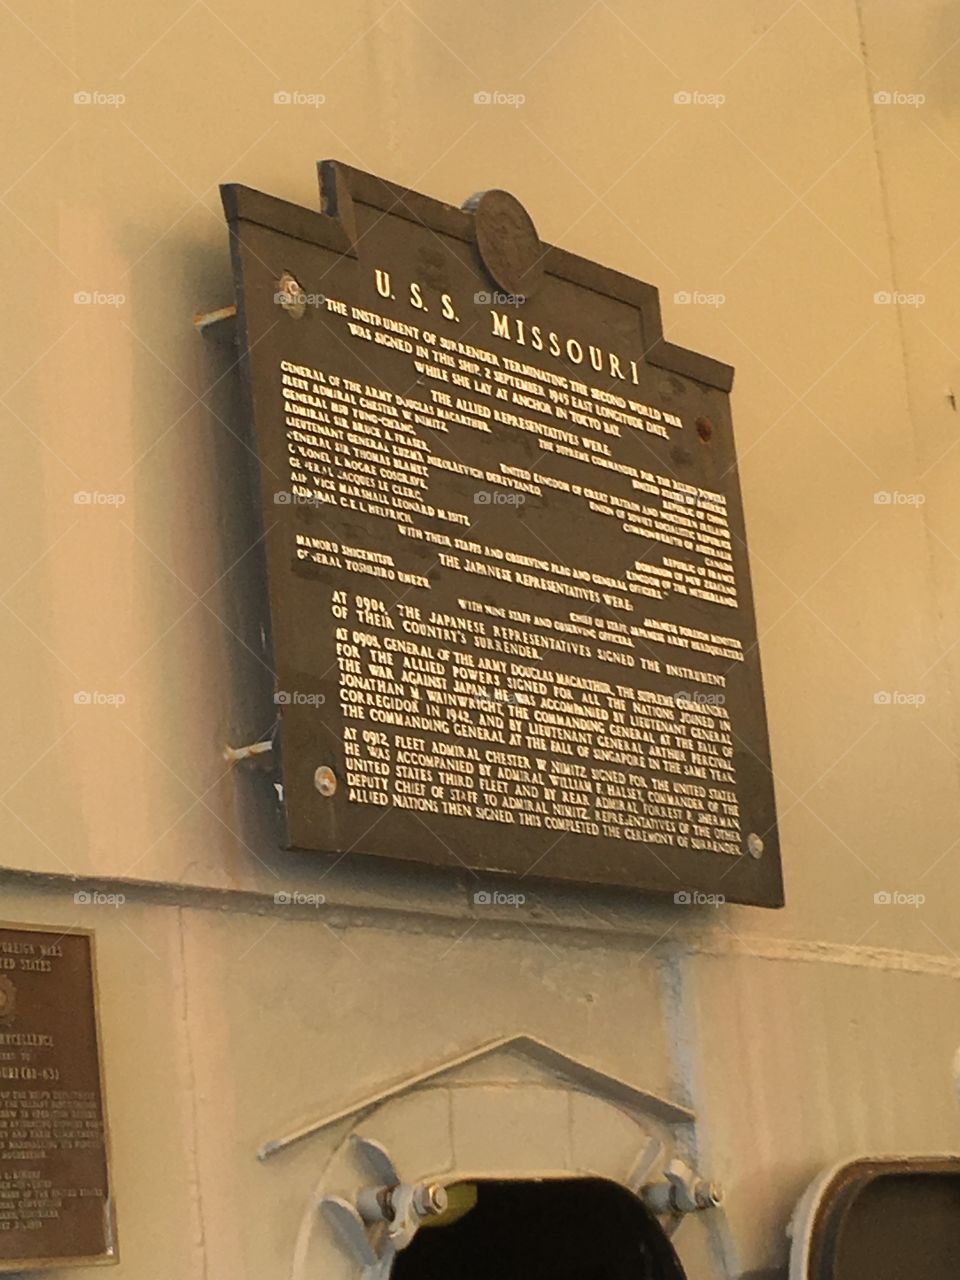 U. S. S. MISSOURI
THE INSTRUMENT OF SURRENDER TERMINATING THE SECOND WORLD WAR
WAS SIGNED IN THIS SHIP, 2 SEPTEMBER 1945 EAST LONGITUDE DATE,
WHILE SHE LAY AT ANCHOR IN TOKYO BAY.
THE ALLIED REPRESENTATIVES WERE:
GENERAL OF THE ARMY DOUGLAS MACARTHUR, THE SUPREME COMMANDER FOR THE ALLIED POWERS
FLEET ADMIRAL CHESTER W. NIMITZ UNITED STATES OF AMERICA
GENERAL HSU YUNG-CHANG, REPUBLIC OF CHINA
ADMIRAL SIR BRUCE A. FRASER, UNITED KINGDOM OF GREAT BRITAIN AND NORTHERN IRELAND
LIEUTENANT GENERAL KUZMA NIKOLAEVICH DEREVYANKO, UNION OF SOVIET SOCIALISTIC REPUBLICS
GENERAL SIR THOMAS BLAMEY, COMMONWEALTH OF AUSTRALIA
COLONEL L. MOORE COSGRAVE, CANADA
GENERAL JACQUES LE CLERC, REPUBLIC OF FRANCE
AIR VICE MARSHALL LEONARD M. ISITT, DOMINION OF NEW ZEALAND
ADMIRAL C.E.L. HELFRICH, KINGDOM OF THE NETHERLANDS
WITH THEIR STAFFS AND OBSERVING FLAG AND GENERAL OFFICERS.
THE JAPANESE REPRESENTATIVES WERE:
MAMORU SHIGEMITSU, JAPANESE FOREIGN MINISTER
GENERAL YOSHIJIRO UMEZU, CHIEF OF STAFF, JAPANESE ARMY HEADQUARTERS
WITH NINE STAFF AND OBSERVING OFFICERS.
AT 0904, THE JAPANESE REPRESENTATIVES SIGNED THE INSTRUMENT
OF THEIR COUNTRY'S SURRENDER.
AT 0908, GENERAL OF THE ARMY DOUGLAS MACARTHUR, THE SUPREME COMMANDER
FOR THE ALLIED POWERS SIGNED FOR ALL THE NATIONS JOINED IN
THE WAR AGAINST JAPAN. HE WAS ACCOMPANIED BY LIEUTENANT GENERAL
JONATHAN M. WAINWRIGHT, THE COMMANDING GENERAL AT THE FALL OF
CORREGIDOR IN 1942, AND BY LIEUTENANT GENERAL ARTHUR PERCIVAL
THE COMMANDING GENERAL AT THE FALL OF SINGAPORE IN THE SAME YEAR.
AT 0912, FLEET ADMIRAL CHESTER W. NIMITZ SIGNED FOR THE UNITED STATES.
HE WAS ACCOMPANIED BY ADMIRAL WILLIAM F. HALSEY, COMMANDER OF THE
UNITED STATES THIRD FLEET AND BY REAR ADMIRAL FORREST P. SHERMAN
DEPUTY CHIEF OF STAFF TO ADMIRAL NIMITZ. REPRESENTATIVES OF THE OTHER
ALLIED NATIONS THEN SIGNED. THIS COMPLETED THE CEREMONY OF SURRENDER.
FOREIGN WARS
STATES
EXCELLENCE
TO
(BB-63)